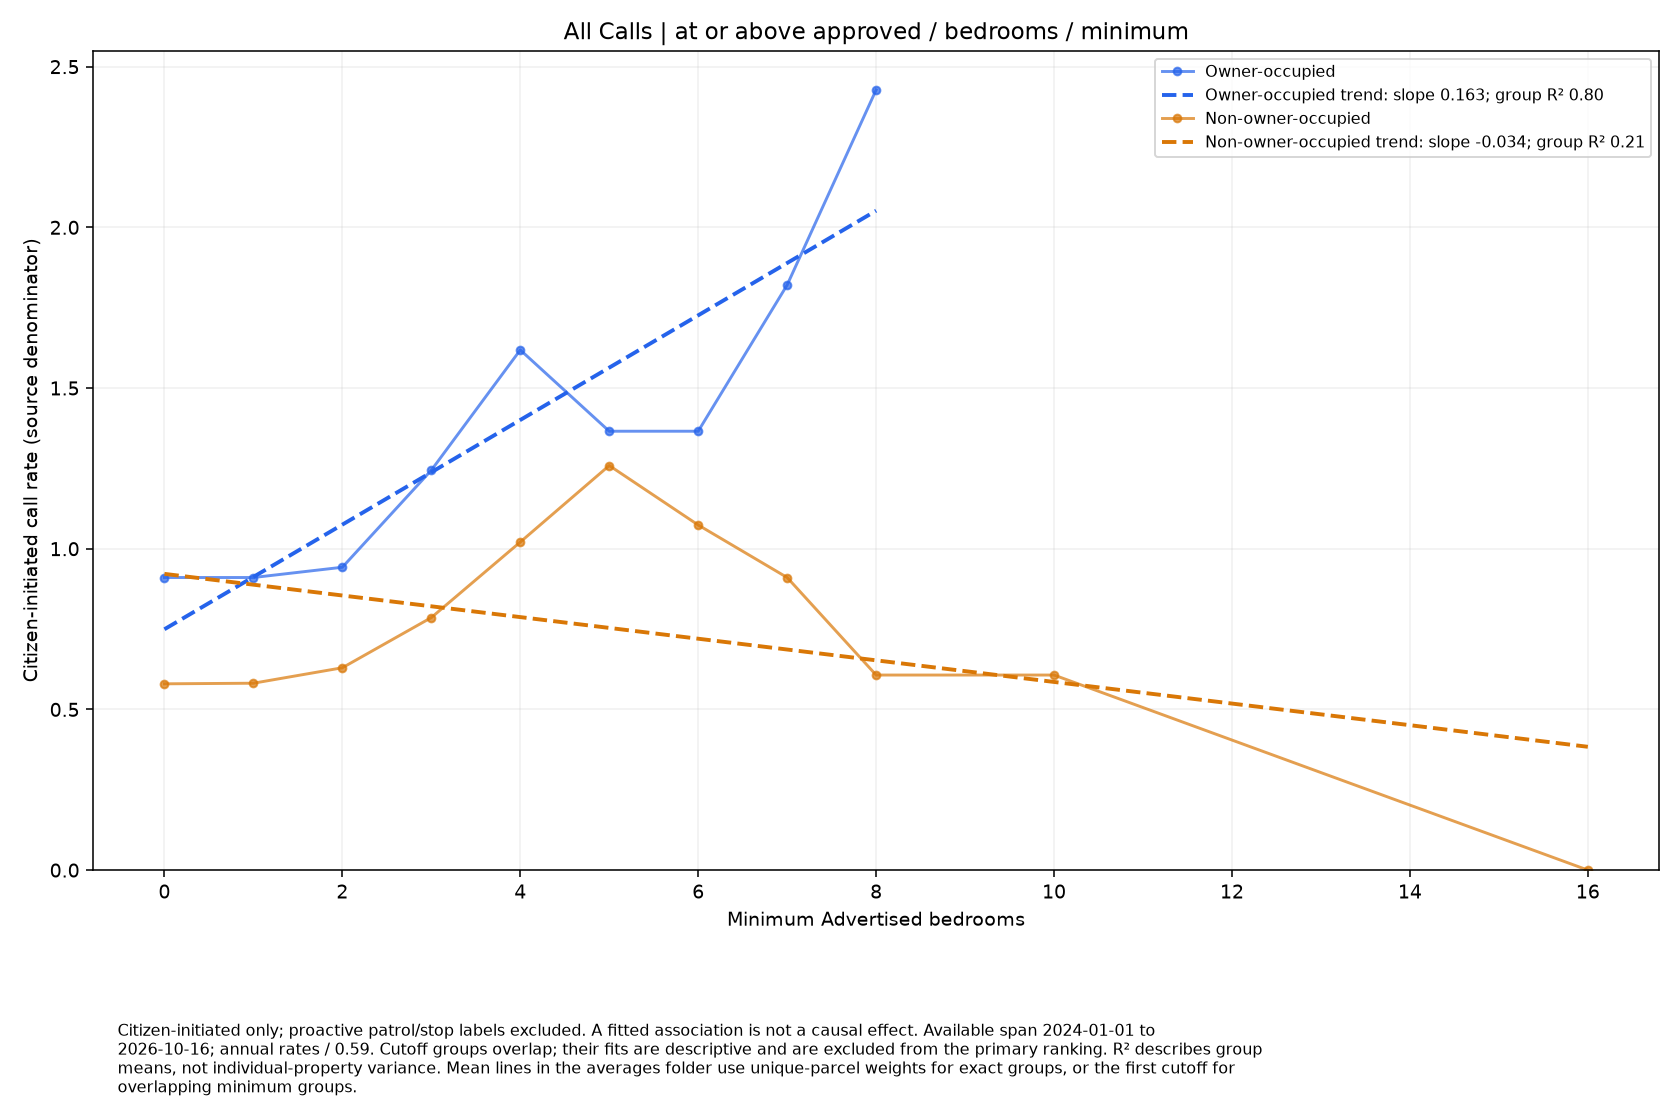 All Calls | at or above approved / bedrooms / minimum
Citizen-initiated call rate (source denominator)
2.5
2.0
1.5
1.0
0.5
0.0
Owner-occupied
Owner-occupied trend: slope 0.163; group R² 0.80
Non-owner-occupied
Non-owner-occupied trend: slope -0.034; group R² 0.21
0 2 4 6 8 10 12 14 16
Minimum Advertised bedrooms
Citizen-initiated only; proactive patrol/stop labels excluded. A fitted association is not a causal effect. Available span 2024-01-01 to
2026-10-16; annual rates / 0.59. Cutoff groups overlap; their fits are descriptive and are excluded from the primary ranking. R² describes group
means, not individual-property variance. Mean lines in the averages folder use unique-parcel weights for exact groups, or the first cutoff for
overlapping minimum groups.